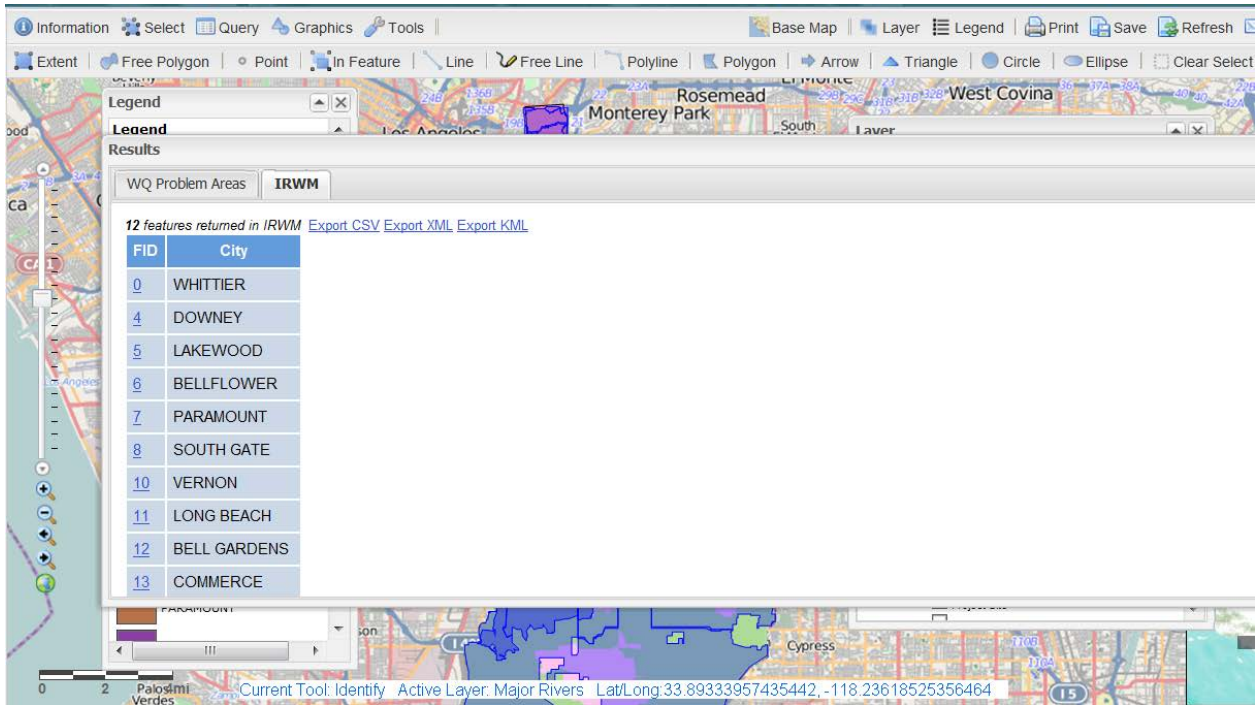 Information Select Query Graphics Tools Base Map Layer Legend Print Save Refresh
Extent Free Polygon Point In Feature Line Free Line Polyline Polygon Arrow Triangle Circle Ellipse Clear Select
Legend
Rosemead
West Covina
Monterey Park
South
Layer
Legend
Los Angeles
Results
WQ Problem Areas IRWM
12 features returned in IRWM Export CSV Export XML Export KML
FID City
0 WHITTIER
4 DOWNEY
5 LAKEWOOD
6 BELLFLOWER
7 PARAMOUNT
8 SOUTH GATE
10 VERNON
11 LONG BEACH
12 BELL GARDENS
13 COMMERCE
PARAMOUNT
Cypress
0 2 Palos mi
Verdes
Current Tool: Identify Active Layer: Major Rivers Lat/Long:33.89333957435442, -118.23618525356464
15